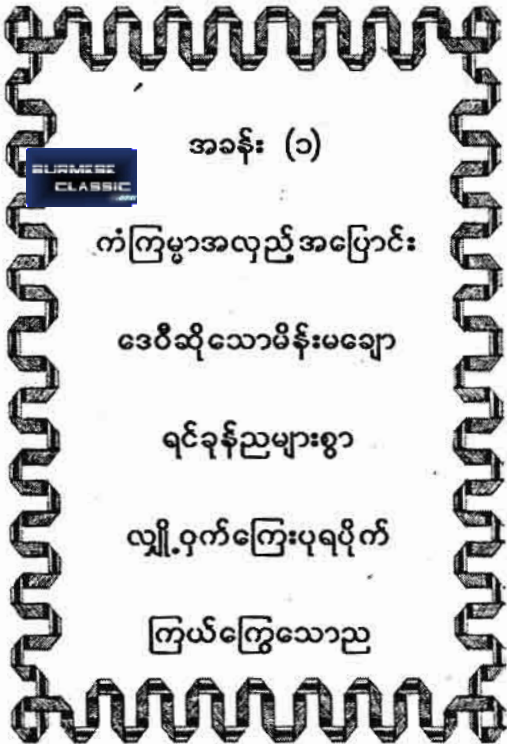 အခန်း (၁)
BURMESE
CLASSIC
.com
ကံကြမ္မာအလှည့်အပြောင်း
ဒေဝီဆိုသောမိန်းမချော
ရင်ခုန်ညများစွာ
လျှို့ဝှက်ကြေးပုရပိုက်
ကြယ်ကြွေသောည